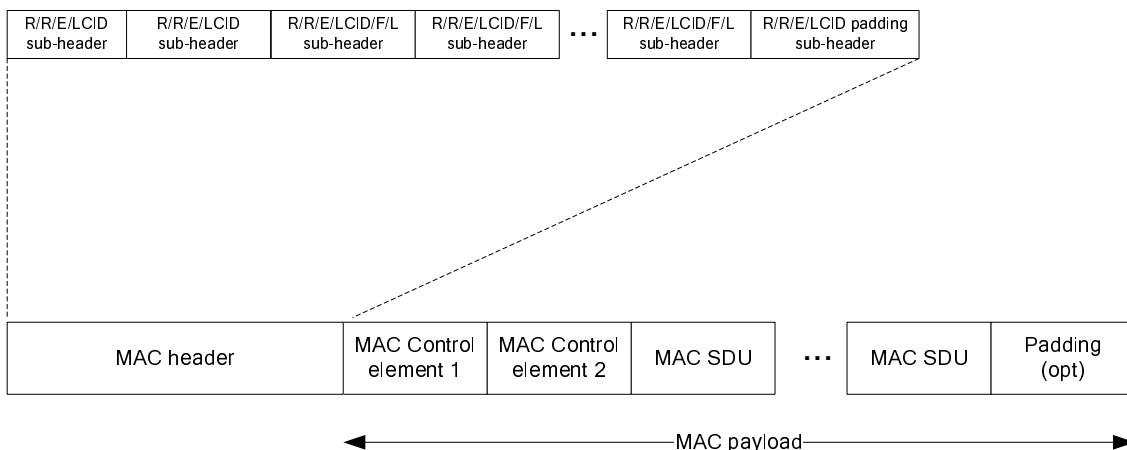 R/R/E/LCID
sub-header
R/R/E/LCID
sub-header
R/R/E/LCID/F/L
sub-header
R/R/E/LCID/F/L
sub-header
...
R/R/E/LCID/F/L
sub-header
R/R/E/LCID padding
sub-header
MAC header
MAC Control
element 1
MAC Control
element 2
MAC SDU
...
MAC SDU
Padding
(opt)
MAC payload